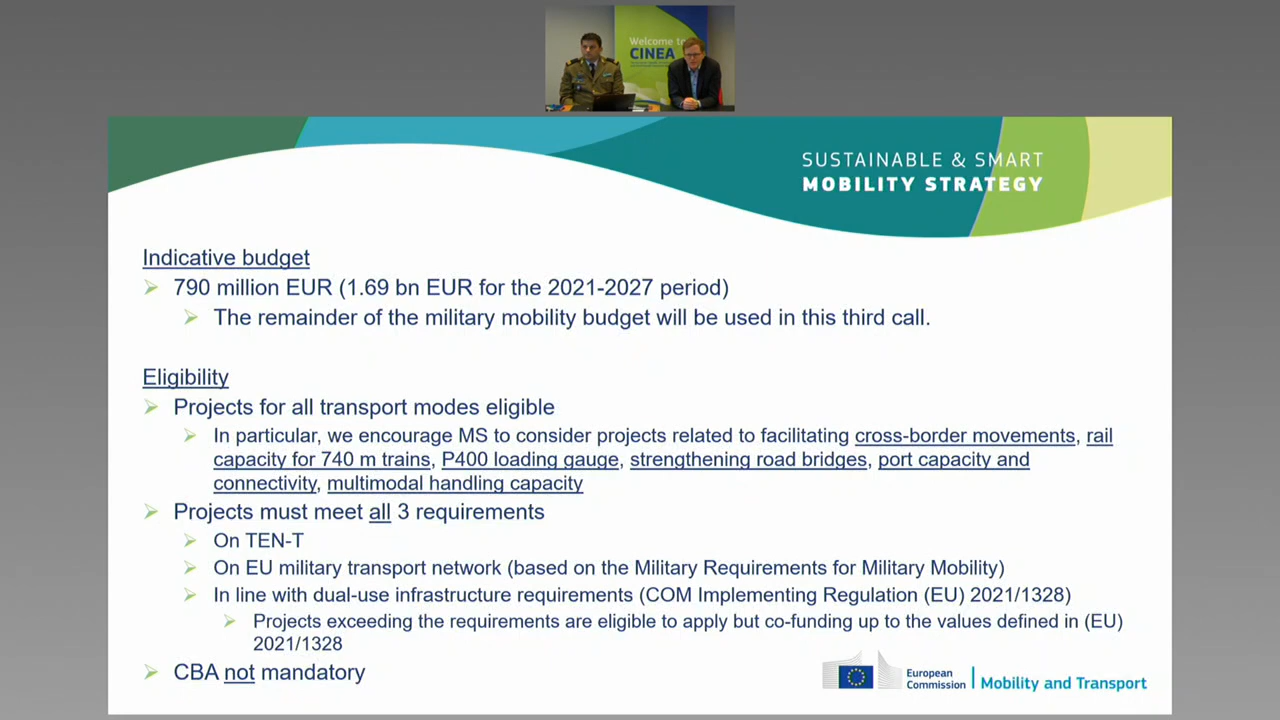 Welcome to
CINEA
SUSTAINABLE & SMART
MOBILITY STRATEGY
Indicative budget
790 million EUR (1.69 bn EUR for the 2021-2027 period)
The remainder of the military mobility budget will be used in this third call.
Eligibility
Projects for all transport modes eligible
In particular, we encourage MS to consider projects related to facilitating cross-border movements, rail
capacity for 740 m trains, P400 loading gauge, strengthening road bridges, port capacity and
connectivity, multimodal handling capacity
Projects must meet all 3 requirements
On TEN-T
On EU military transport network (based on the Military Requirements for Military Mobility)
In line with dual-use infrastructure requirements (COM Implementing Regulation (EU) 2021/1328)
Projects exceeding the requirements are eligible to apply but co-funding up to the values defined in (EU)
2021/1328
CBA not mandatory
European
Commission
Mobility and Transport